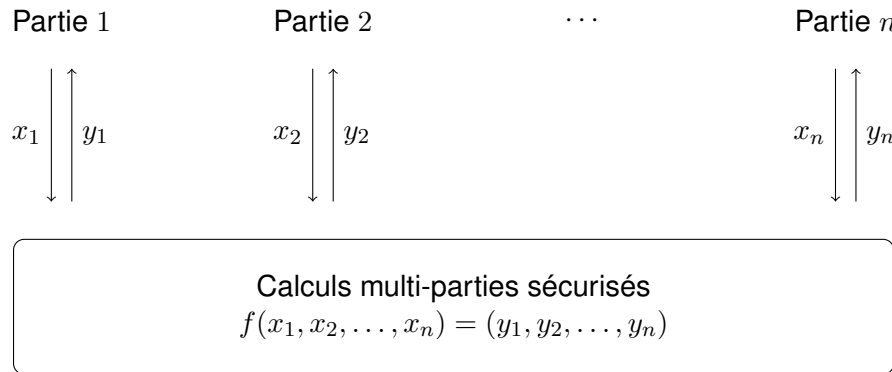 Partie 1 Partie 2 ⋯ Partie n
x₁ y₁ x₂ y₂ xₙ yₙ
Calculs multi-parties sécurisés
f(x₁, x₂, . . . , xₙ) = (y₁, y₂, . . . , yₙ)